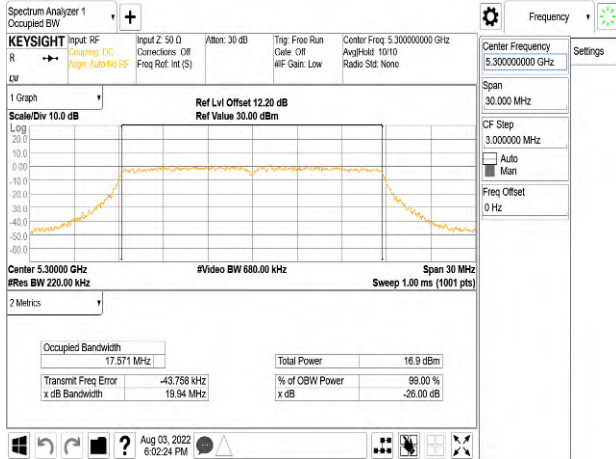 Spectrum Analyzer 1
Occupied BW
+
Frequency
KEYSIGHT
R
Input: RF
Coupling: DC
Align: Auto/No RF
Input Z: 50 Ω
Corrections: Off
Freq Ref: Int (S)
Atten: 30 dB
Trig: Free Run
Gate: Off
#IF Gain: Low
Center Freq: 5.300000000 GHz
Avg|Hold: 10/10
Radio Std: None
Center Frequency
5.300000000 GHz
Settings
Span
30.000 MHz
CF Step
3.000000 MHz
Auto
Man
Freq Offset
0 Hz
1 Graph
Scale/Div 10.0 dB
Ref Lvl Offset 12.20 dB
Ref Value 30.00 dBm
Log
20.0
10.0
0.00
-10.0
-20.0
-30.0
-40.0
-50.0
-60.0
Center 5.30000 GHz
#Video BW 680.00 kHz
Span 30 MHz
#Res BW 220.00 kHz
Sweep 1.00 ms (1001 pts)
2 Metrics
Occupied Bandwidth
17.571 MHz
Total Power 16.9 dBm
Transmit Freq Error -43.758 kHz
% of OBW Power 99.00 %
x dB Bandwidth 19.94 MHz
x dB -26.00 dB
?
Aug 03, 2022
6:02:24 PM